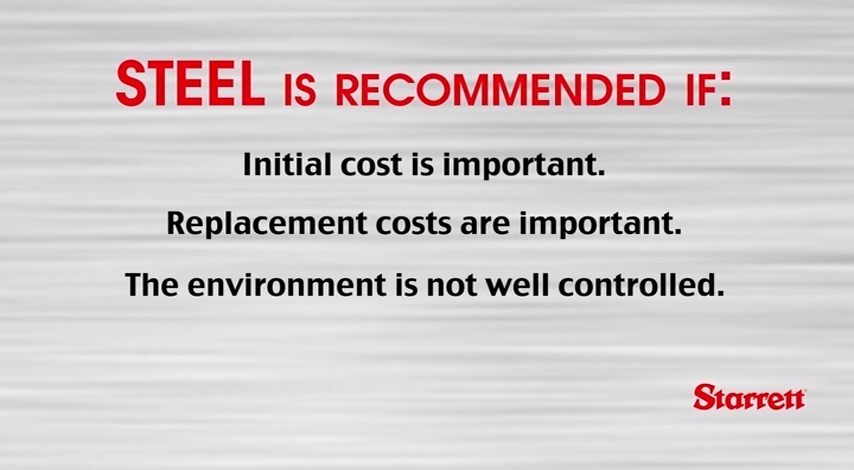 STEEL IS RECOMMENDED IF:
Initial cost is important.
Replacement costs are important.
The environment is not well controlled.
Starrett